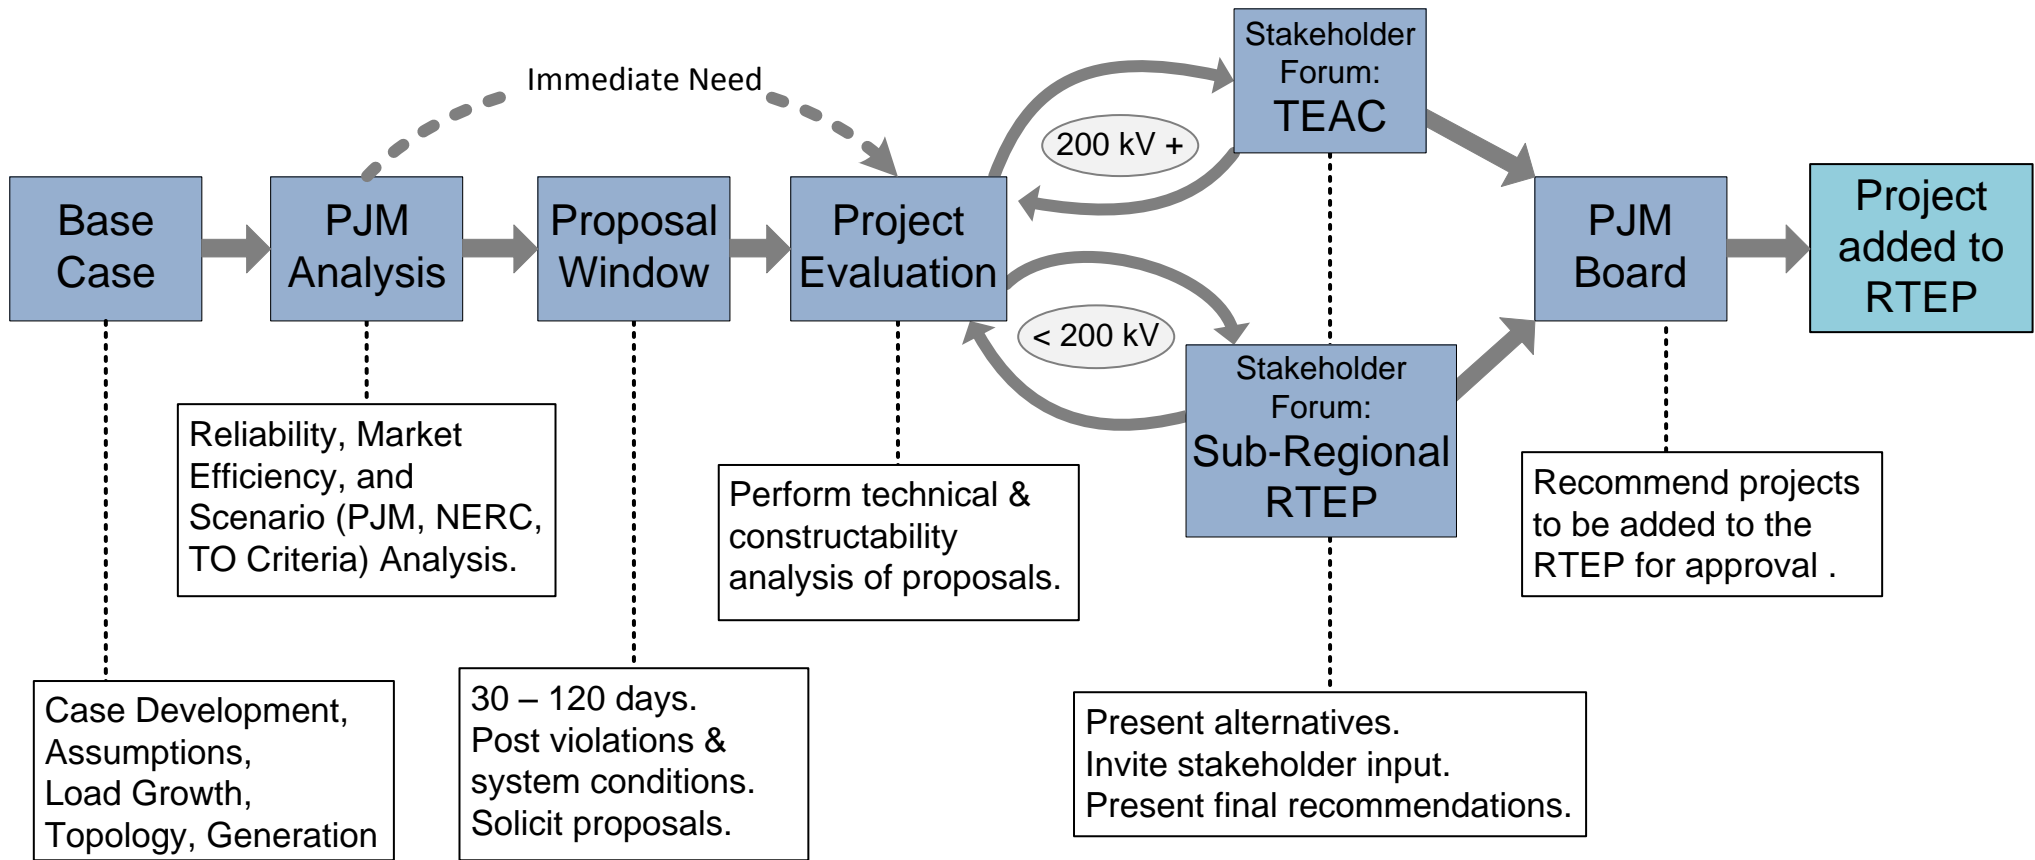 Immediate Need
Base
Case
PJM
Analysis
Proposal
Window
Project
Evaluation
200 kV +
< 200 kV
Stakeholder
Forum:
TEAC
Stakeholder
Forum:
Sub-Regional
RTEP
PJM
Board
Project
added to
RTEP
Case Development,
Assumptions,
Load Growth,
Topology, Generation
Reliability, Market
Efficiency, and
Scenario (PJM, NERC,
TO Criteria) Analysis.
30 – 120 days.
Post violations &
system conditions.
Solicit proposals.
Perform technical &
constructability
analysis of proposals.
Present alternatives.
Invite stakeholder input.
Present final recommendations.
Recommend projects
to be added to the
RTEP for approval .